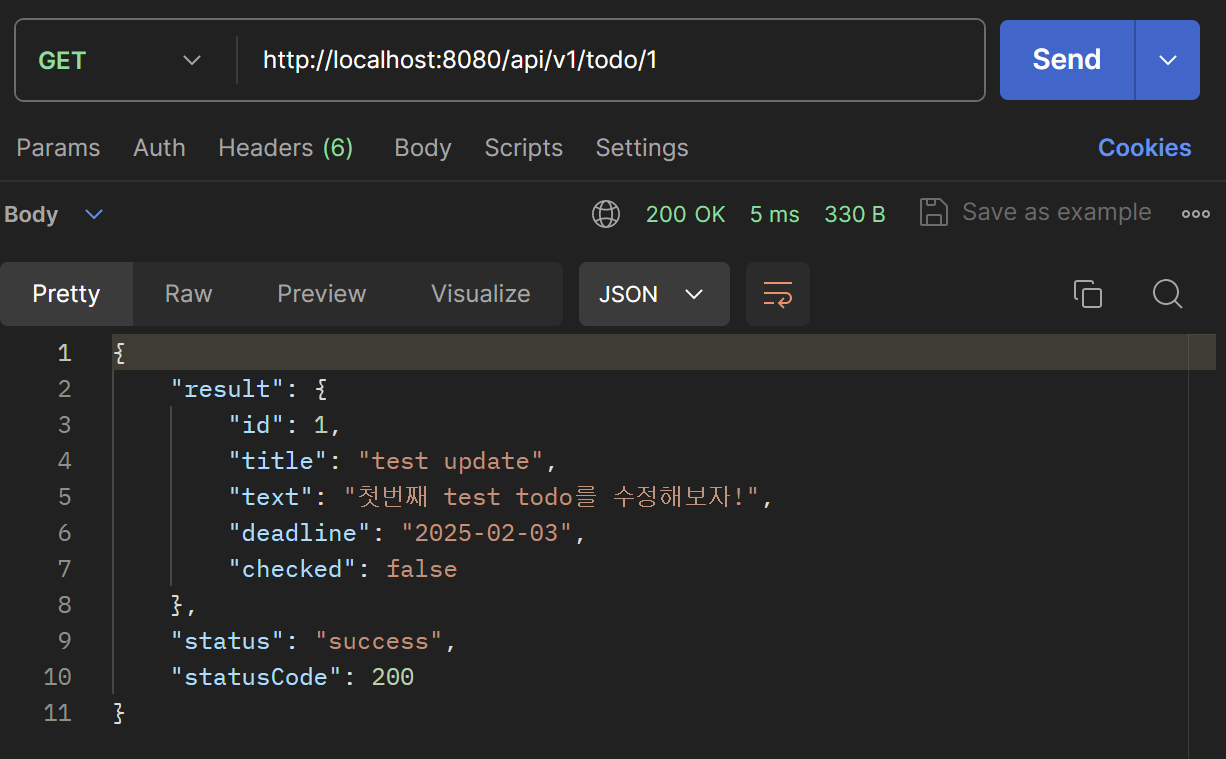 GET http://localhost:8080/api/v1/todo/1 Send
Params Auth Headers (6) Body Scripts Settings Cookies
Body 200 OK 5 ms 330 B Save as example
Pretty Raw Preview Visualize JSON
1 {
2 "result": {
3 "id": 1,
4 "title": "test update",
5 "text": "첫번째 test todo를 수정해보자!",
6 "deadline": "2025-02-03",
7 "checked": false
8 },
9 "status": "success",
10 "statusCode": 200
11 }